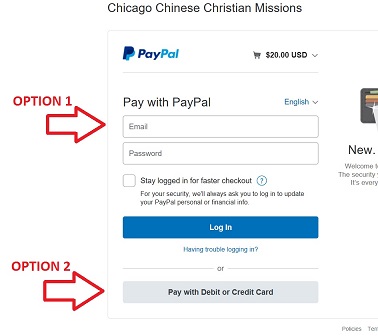 Chicago Chinese Christian Missions
PayPal
$20.00 USD
OPTION 1
Pay with PayPal
English
Email
Password
Stay logged in for faster checkout ?
For your security, we'll always ask you to log in to update
your PayPal personal or financial info.
Log In
Having trouble logging in?
or
OPTION 2
Pay with Debit or Credit Card
New.
Welcome
The security
It's every
Policies